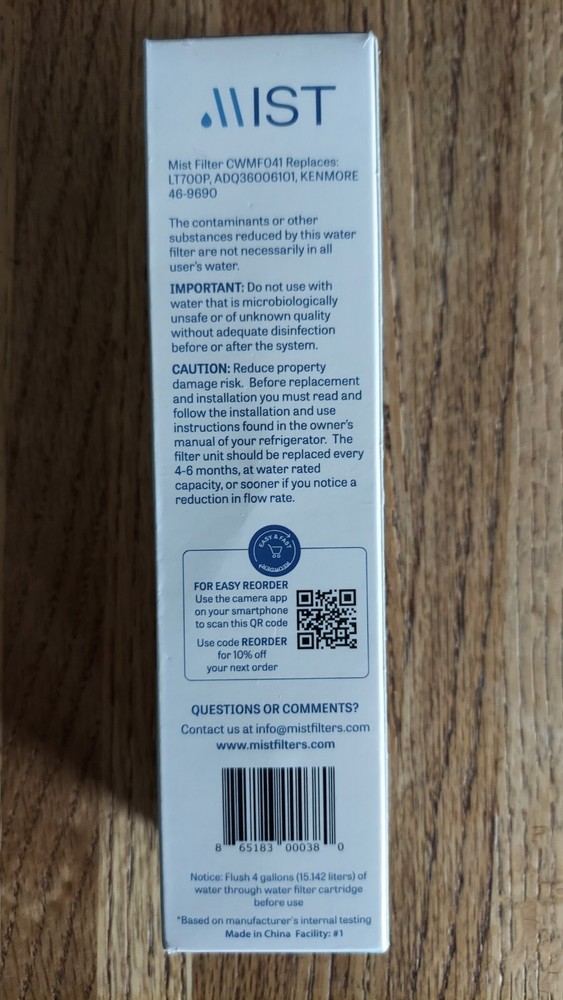 MIST
Mist Filter CWMF041 Replaces:
LT700P, ADQ36006101, KENMORE
46-9690
The contaminants or other
substances reduced by this water
filter are not necessarily in all
user's water.
IMPORTANT: Do not use with
water that is microbiologically
unsafe or of unknown quality
without adequate disinfection
before or after the system.
CAUTION: Reduce property
damage risk. Before replacement
and installation you must read and
follow the installation and use
instructions found in the owner's
manual of your refrigerator. The
filter unit should be replaced every
4-6 months, at water rated
capacity, or sooner if you notice a
reduction in flow rate.
EASY & FAST
REORDER
FOR EASY REORDER
Use the camera app
on your smartphone
to scan this QR code
Use code REORDER
for 10% off
your next order
QUESTIONS OR COMMENTS?
Contact us at info@mistfilters.com
www.mistfilters.com
8 65183 00038 0
Notice: Flush 4 gallons (15.142 liters) of
water through water filter cartridge
before use
*Based on manufacturer's internal testing
Made in China Facility: #1